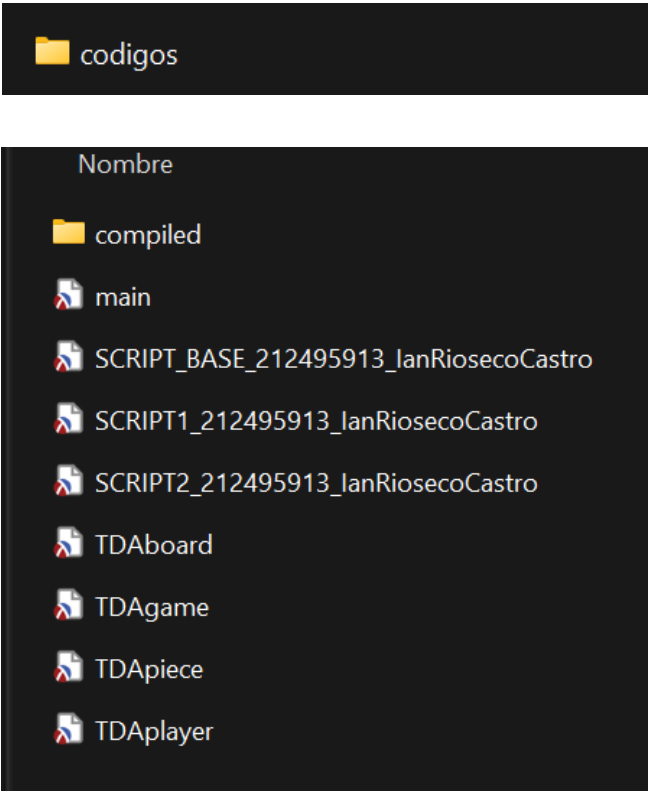 codigos
Nombre
compiled
main
SCRIPT_BASE_212495913_IanRiosecoCastro
SCRIPT1_212495913_IanRiosecoCastro
SCRIPT2_212495913_IanRiosecoCastro
TDAboard
TDAgame
TDApiece
TDAplayer